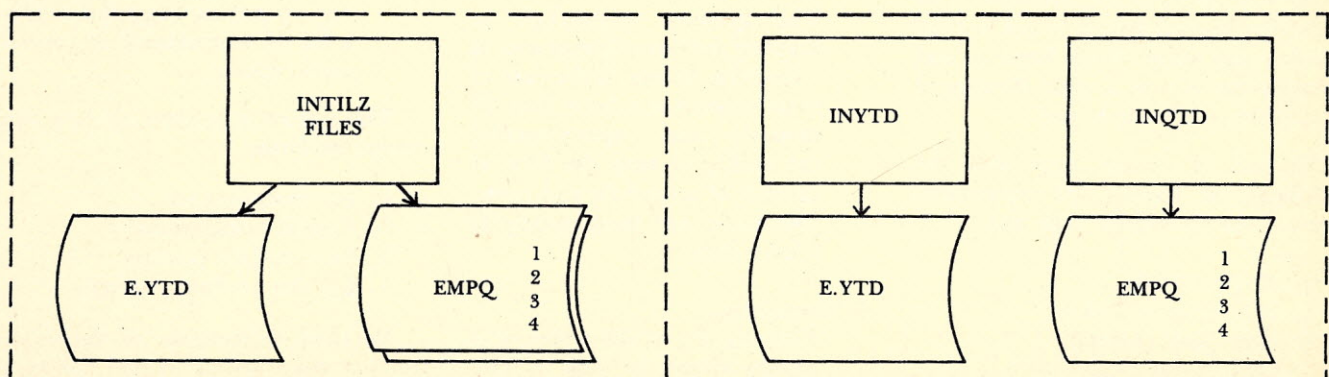 INTILZ
FILES
E.YTD
EMPQ
1
2
3
4
INYTD
E.YTD
INQTD
EMPQ
1
2
3
4